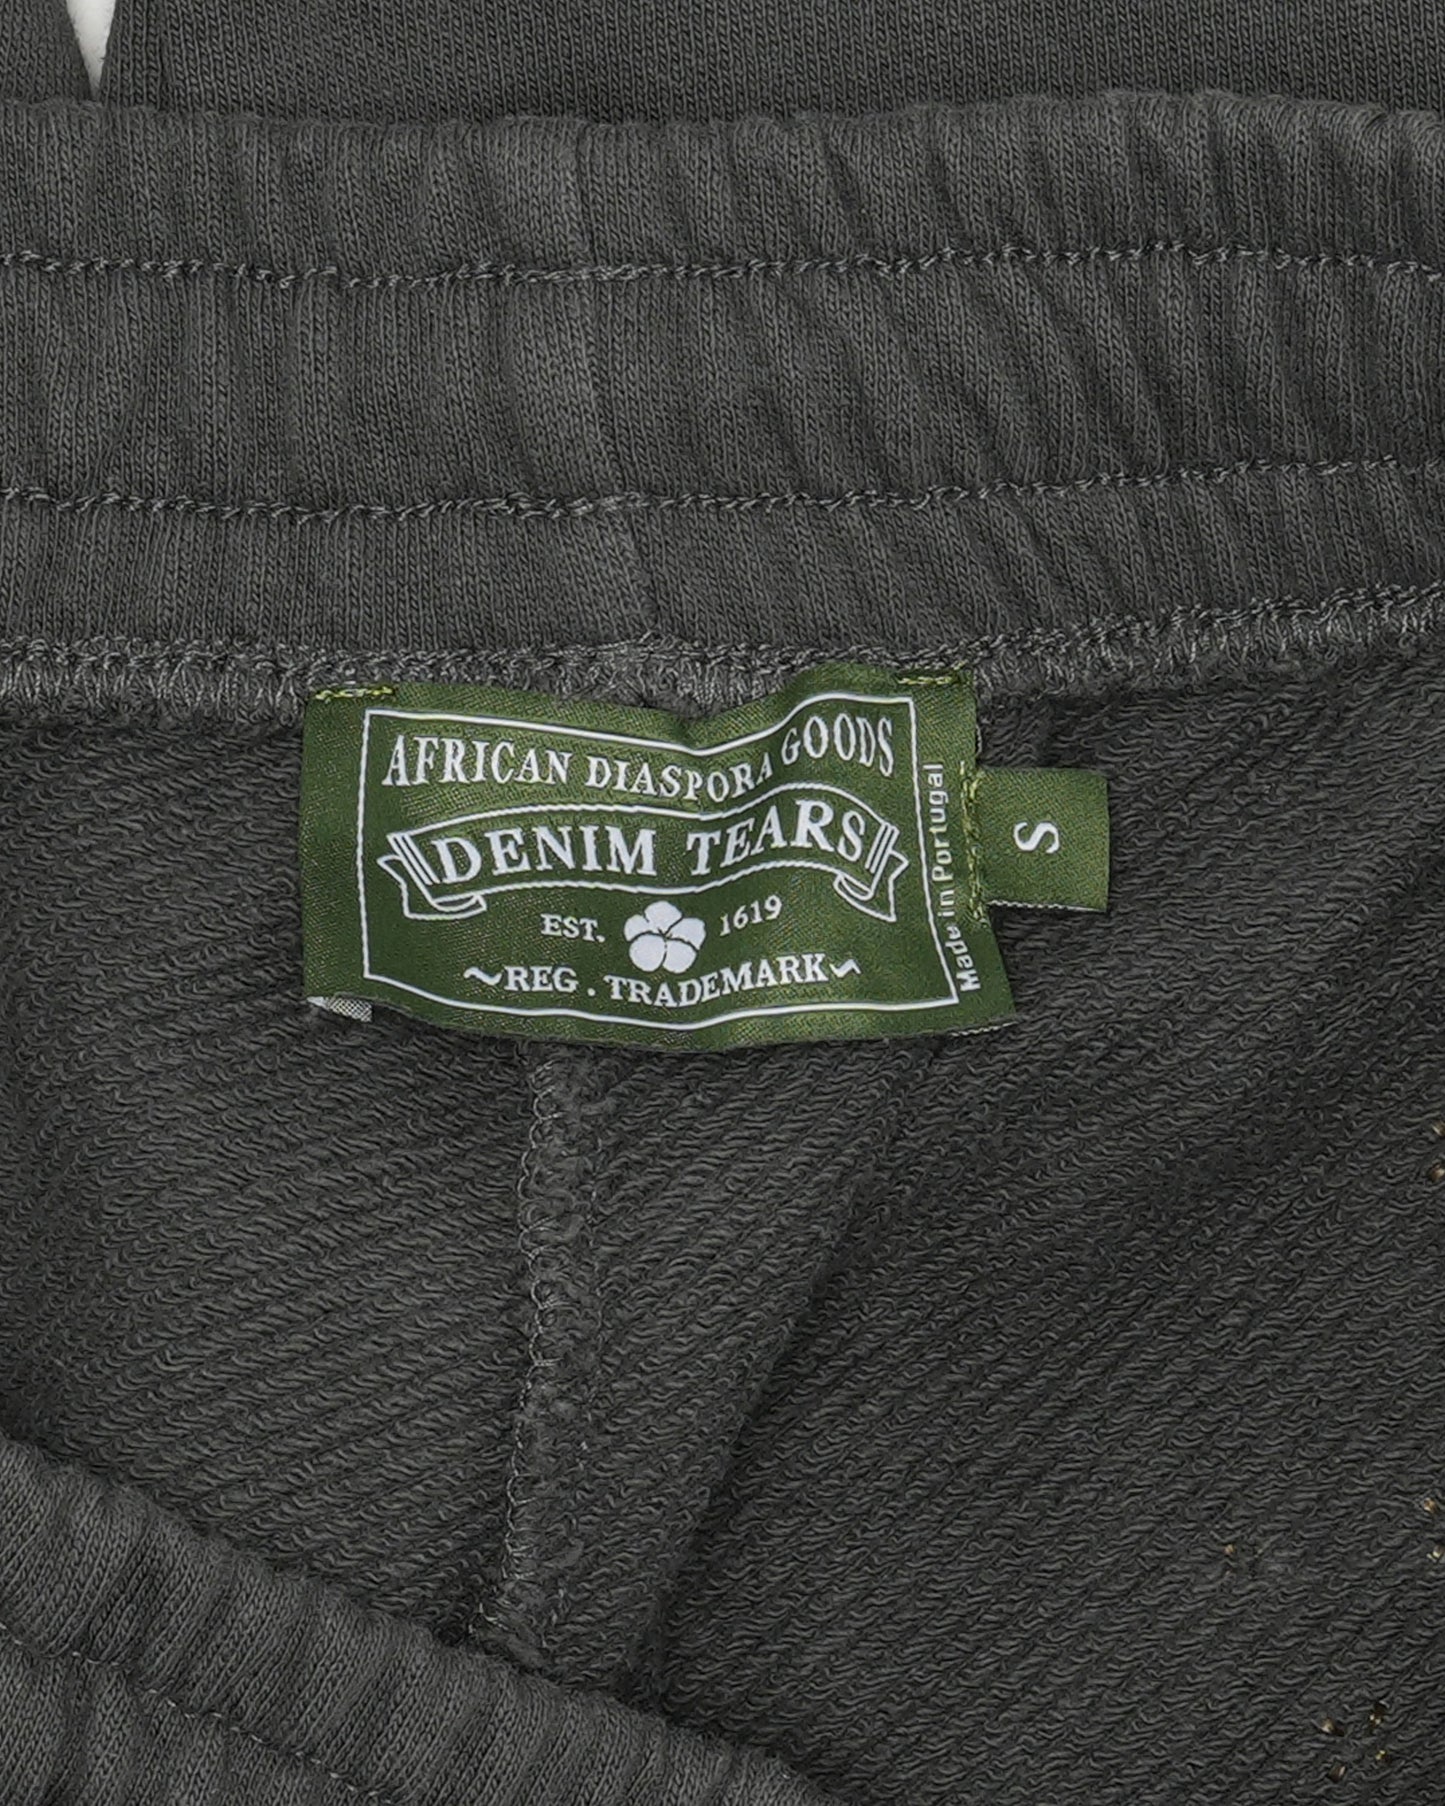 AFRICAN DIASPORA GOODS
DENIM TEARS
EST. 1619
~REG. TRADEMARK~
Made in Portugal
S